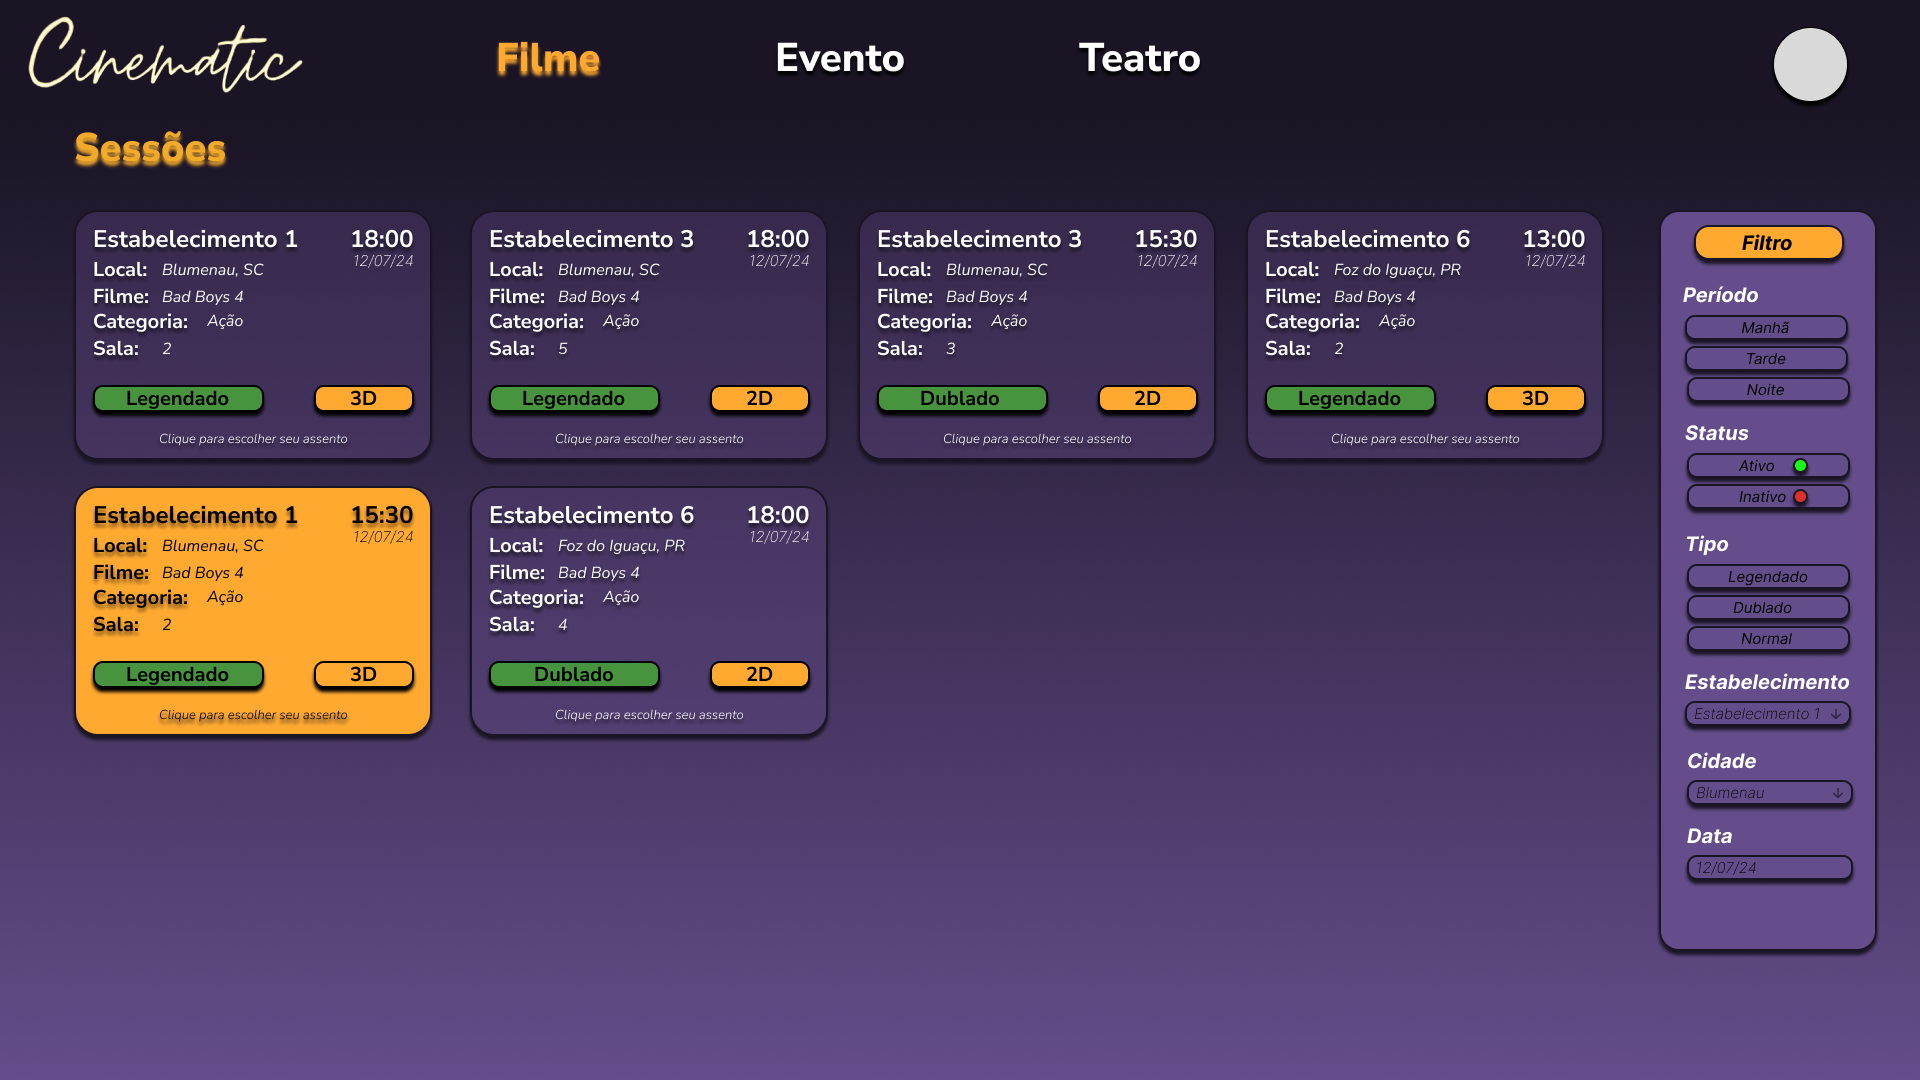 Cinematic
Filme
Evento
Teatro
Sessões
Estabelecimento 1 18:00
12/07/24
Local: Blumenau, SC
Filme: Bad Boys 4
Categoria: Ação
Sala: 2
Legendado 3D
Clique para escolher seu assento
Estabelecimento 3 18:00
12/07/24
Local: Blumenau, SC
Filme: Bad Boys 4
Categoria: Ação
Sala: 5
Legendado 2D
Clique para escolher seu assento
Estabelecimento 3 15:30
12/07/24
Local: Blumenau, SC
Filme: Bad Boys 4
Categoria: Ação
Sala: 3
Dublado 2D
Clique para escolher seu assento
Estabelecimento 6 13:00
12/07/24
Local: Foz do Iguaçu, PR
Filme: Bad Boys 4
Categoria: Ação
Sala: 2
Legendado 3D
Clique para escolher seu assento
Estabelecimento 1 15:30
12/07/24
Local: Blumenau, SC
Filme: Bad Boys 4
Categoria: Ação
Sala: 2
Legendado 3D
Clique para escolher seu assento
Estabelecimento 6 18:00
12/07/24
Local: Foz do Iguaçu, PR
Filme: Bad Boys 4
Categoria: Ação
Sala: 4
Dublado 2D
Clique para escolher seu assento
Filtro
Período
Manhã
Tarde
Noite
Status
Ativo
Inativo
Tipo
Legendado
Dublado
Normal
Estabelecimento
Estabelecimento 1
Cidade
Blumenau
Data
12/07/24